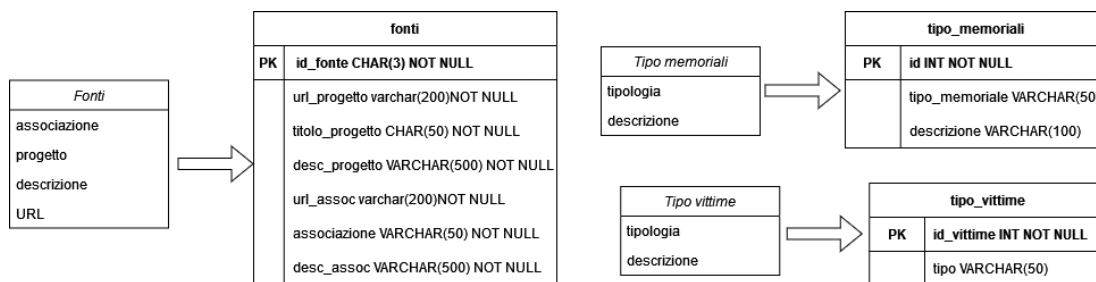 Fonti
associazione
progetto
descrizione
URL
fonti
PK id_fonte CHAR(3) NOT NULL
url_progetto varchar(200)NOT NULL
titolo_progetto CHAR(50) NOT NULL
desc_progetto VARCHAR(500) NOT NULL
url_assoc varchar(200)NOT NULL
associazione VARCHAR(50) NOT NULL
desc_assoc VARCHAR(500) NOT NULL
Tipo memoriali
tipologia
descrizione
tipo_memoriali
PK id INT NOT NULL
tipo_memoriale VARCHAR(50
descrizione VARCHAR(100)
Tipo vittime
tipologia
descrizione
tipo_vittime
PK id_vittime INT NOT NULL
tipo VARCHAR(50)